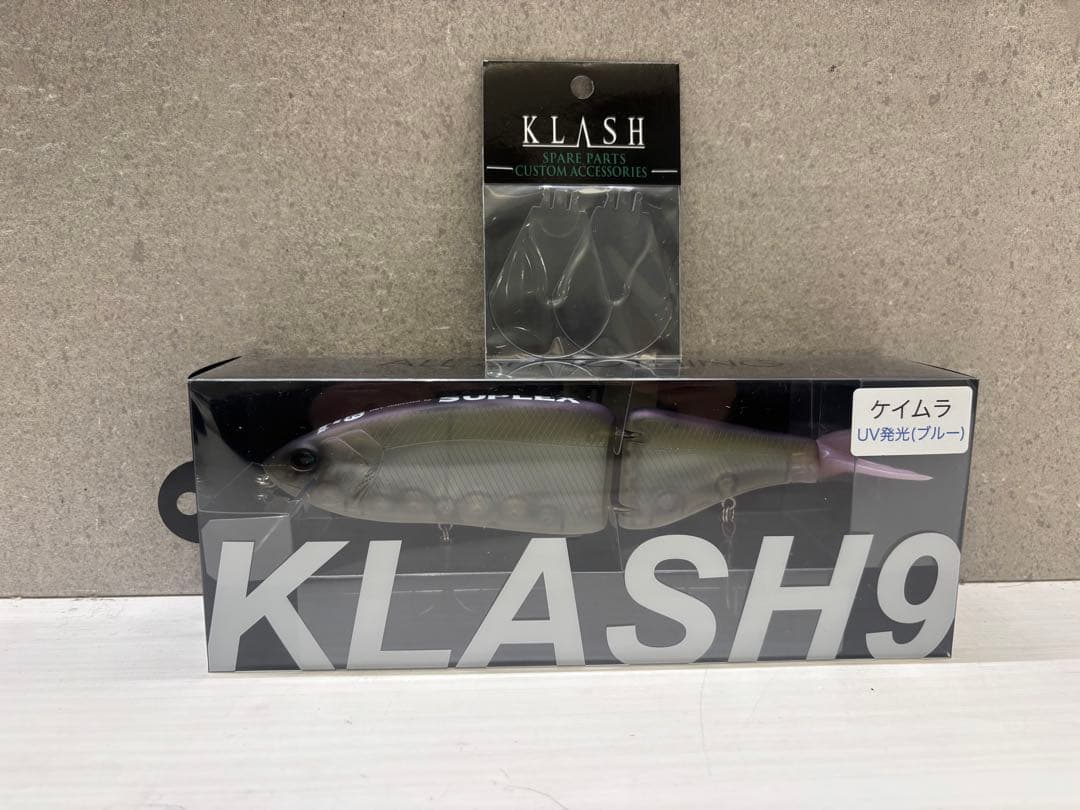 KLASH
SPARE PARTS
CUSTOM ACCESSORIES
SUPLEX
ケイムラ
UV発光(ブルー)
KLASH9